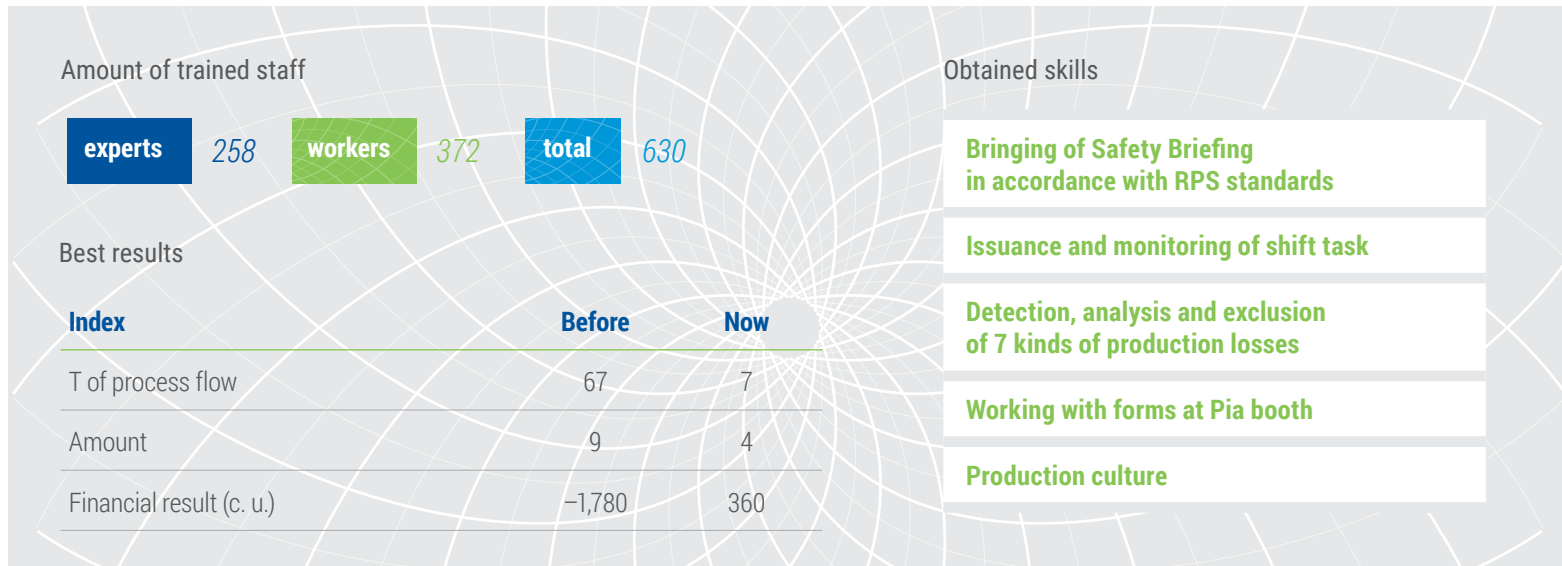 Amount of trained staff
experts 258 workers 372 total 630
Best results
Index Before Now
T of process flow 67 7
Amount 9 4
Financial result (c. u.) –1,780 360
Obtained skills
Bringing of Safety Briefing
in accordance with RPS standards
Issuance and monitoring of shift task
Detection, analysis and exclusion
of 7 kinds of production losses
Working with forms at Pia booth
Production culture